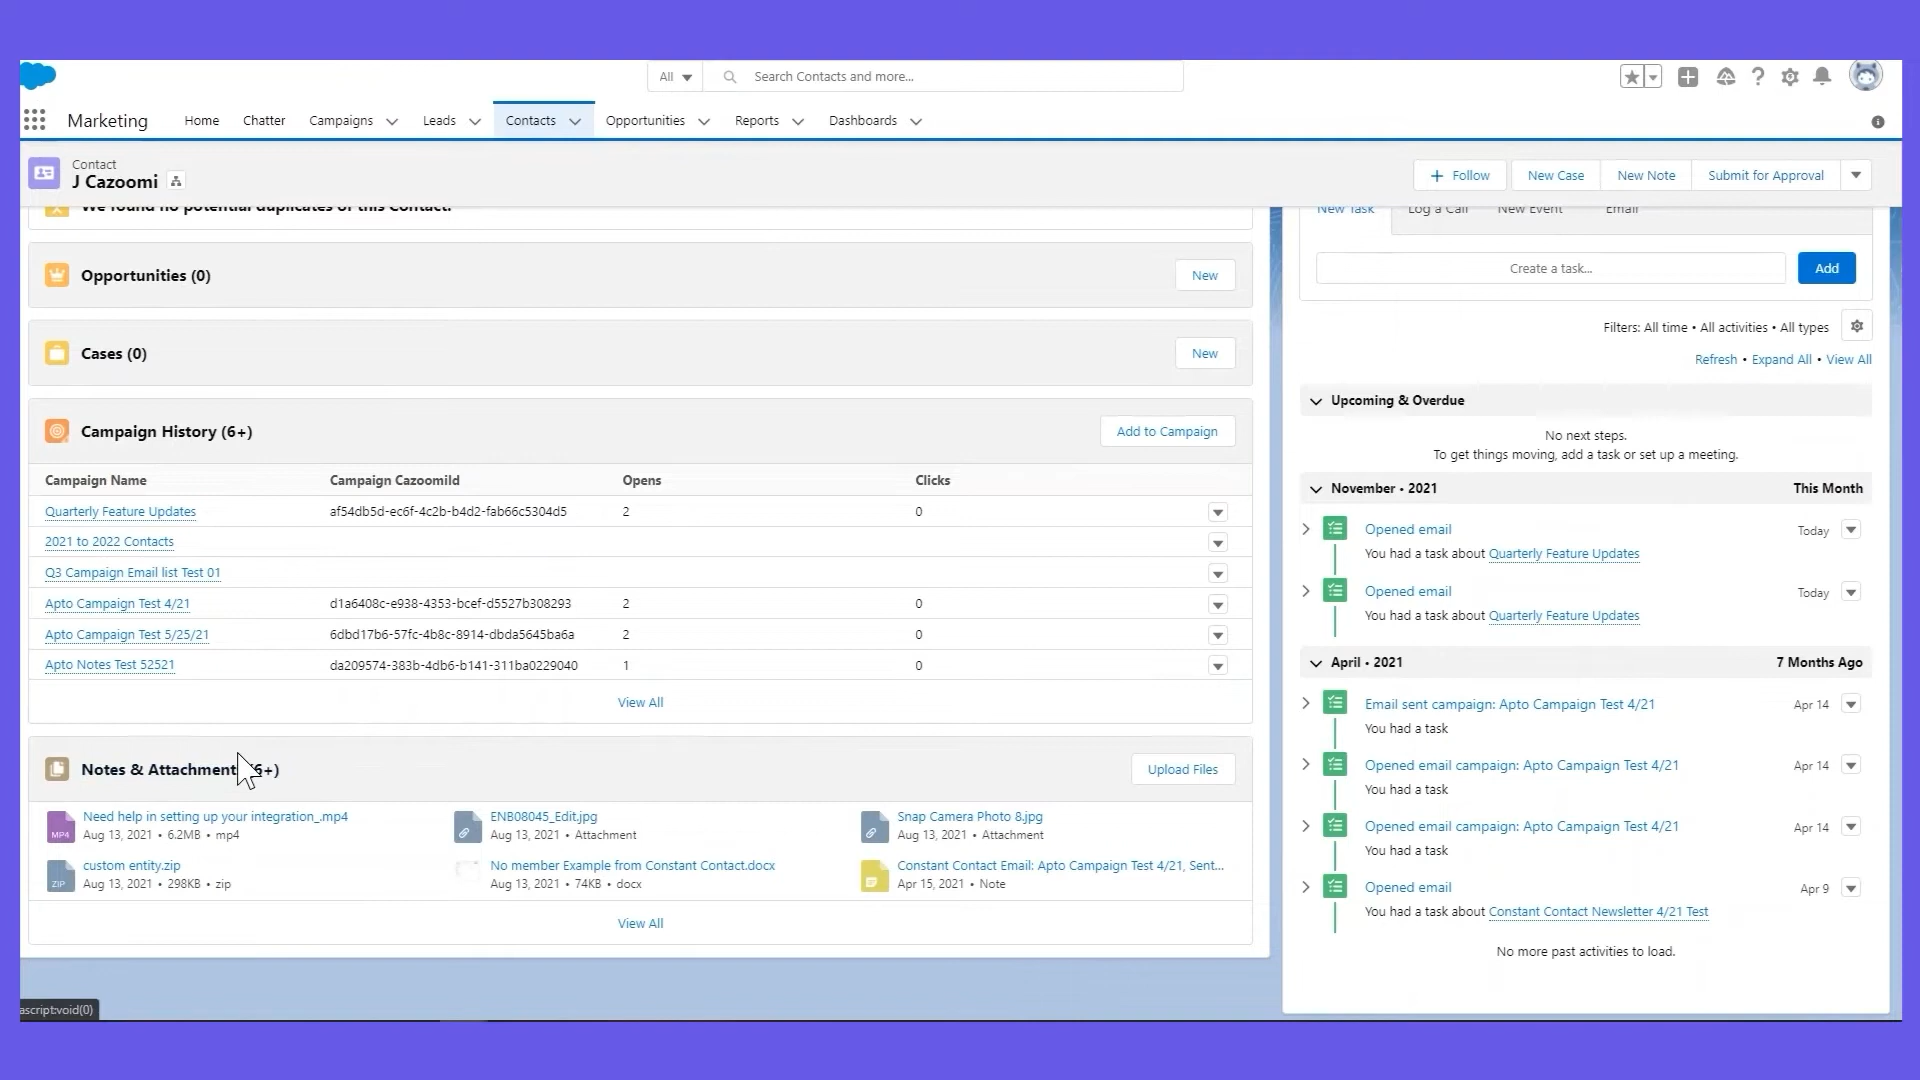 All
Search Contacts and more...
Marketing
Home
Chatter
Campaigns
Leads
Contacts
Opportunities
Reports
Dashboards
Contact
J Cazoomi
Follow
New Case
New Note
Submit for Approval
We found no potential duplicates of this Contact.
Opportunities (0)
New
Cases (0)
New
Campaign History (6+)
Add to Campaign
Campaign Name Campaign CazoomiId Opens Clicks
Quarterly Feature Updates af54db5d-ec6f-4c2b-b4d2-fab66c5304d5 2 0
2021 to 2022 Contacts
Q3 Campaign Email list Test 01
Apto Campaign Test 4/21 d1a6408c-e938-4353-bcef-d5527b308293 2 0
Apto Campaign Test 5/25/21 6dbd17b6-57fc-4b8c-8914-dbda5645ba6a 2 0
Apto Notes Test 52521 da209574-383b-4db6-b141-311ba0229040 1 0
View All
Notes & Attachment 6+)
Upload Files
MP4
Need help in setting up your integration_.mp4
Aug 13, 2021 • 6.2MB • mp4
ENB08045_Edit.jpg
Aug 13, 2021 • Attachment
Snap Camera Photo 8.jpg
Aug 13, 2021 • Attachment
ZIP
custom entity.zip
Aug 13, 2021 • 298KB • zip
No member Example from Constant Contact.docx
Aug 13, 2021 • 74KB • docx
Constant Contact Email: Apto Campaign Test 4/21, Sent...
Apr 15, 2021 • Note
View All
ascript:void(0)
New Task
Log a Call
New Event
Email
Create a task...
Add
Filters: All time • All activities • All types
Refresh • Expand All • View All
Upcoming & Overdue
No next steps.
To get things moving, add a task or set up a meeting.
November • 2021 This Month
Opened email Today
You had a task about Quarterly Feature Updates
Opened email Today
You had a task about Quarterly Feature Updates
April • 2021 7 Months Ago
Email sent campaign: Apto Campaign Test 4/21 Apr 14
You had a task
Opened email campaign: Apto Campaign Test 4/21 Apr 14
You had a task
Opened email campaign: Apto Campaign Test 4/21 Apr 14
You had a task
Opened email Apr 9
You had a task about Constant Contact Newsletter 4/21 Test
No more past activities to load.